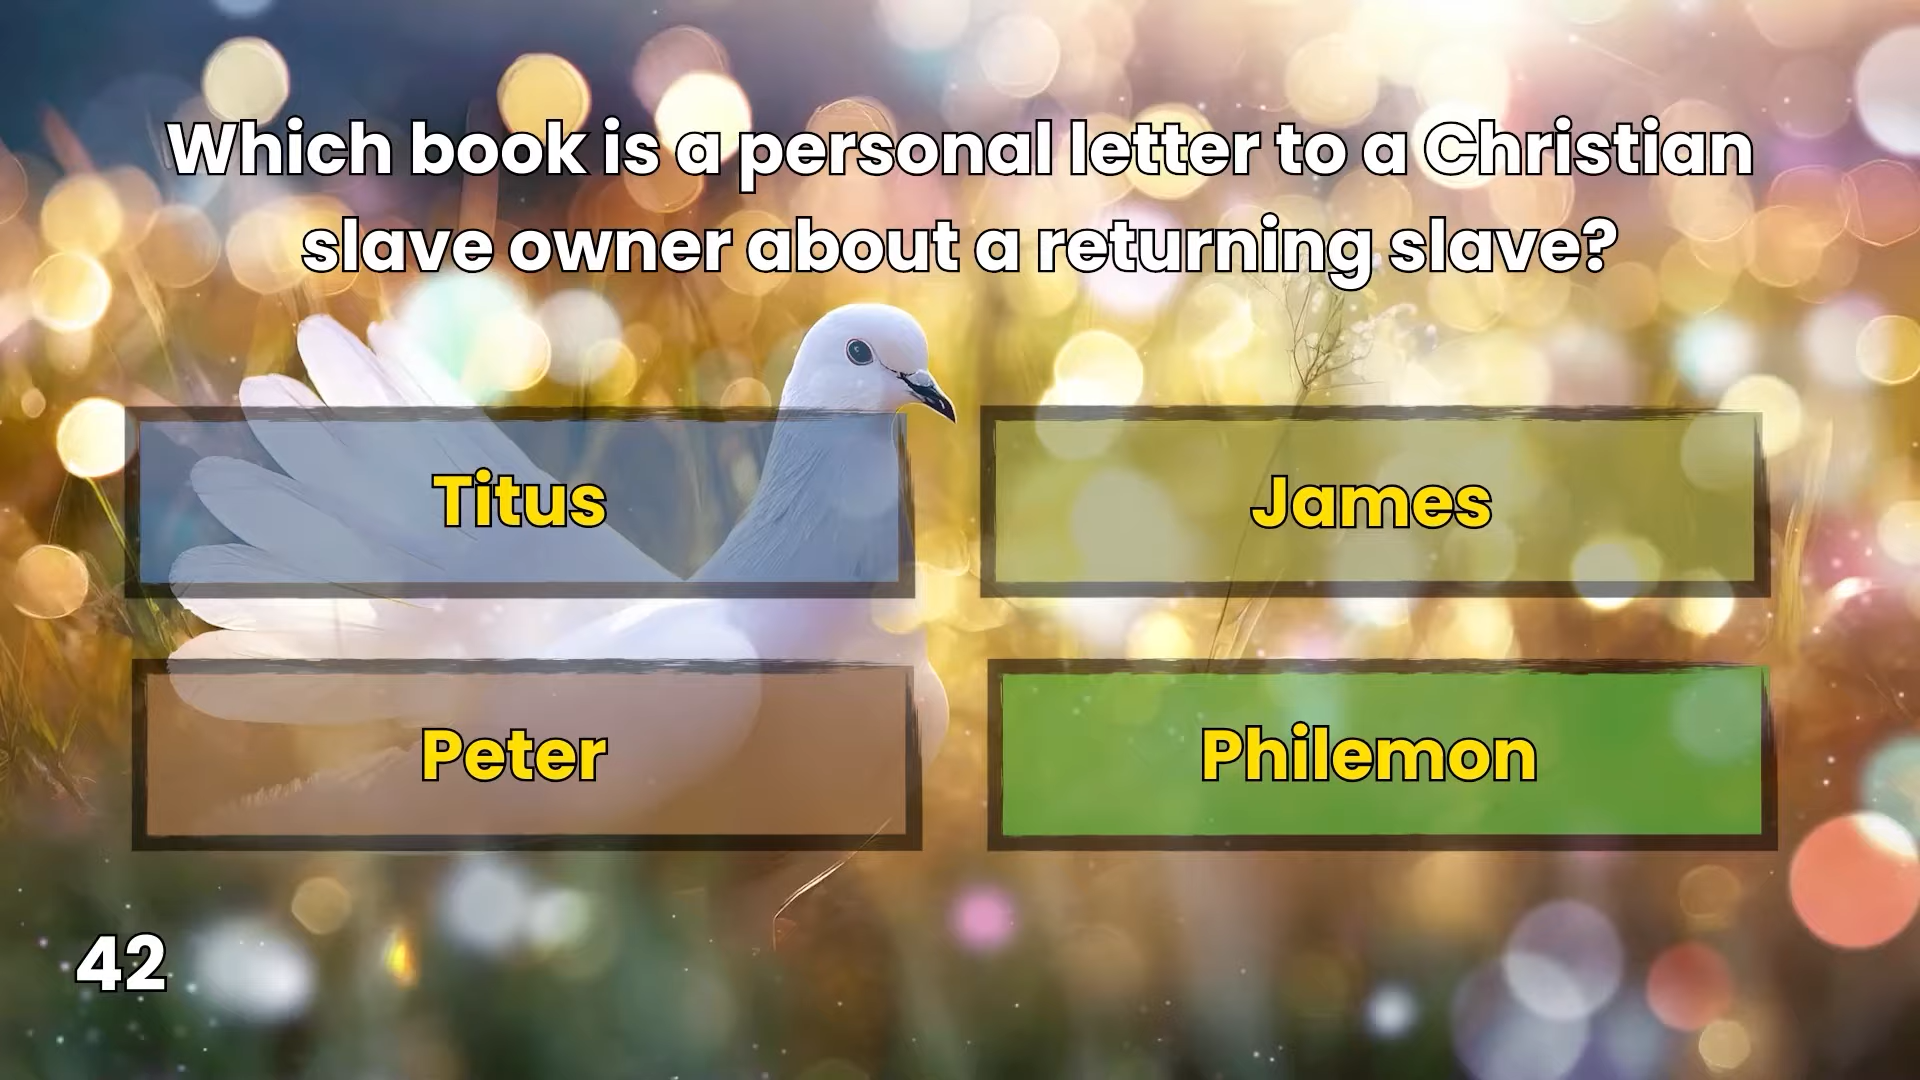 Which book is a personal letter to a Christian
slave owner about a returning slave?
Titus
James
Peter
Philemon
42